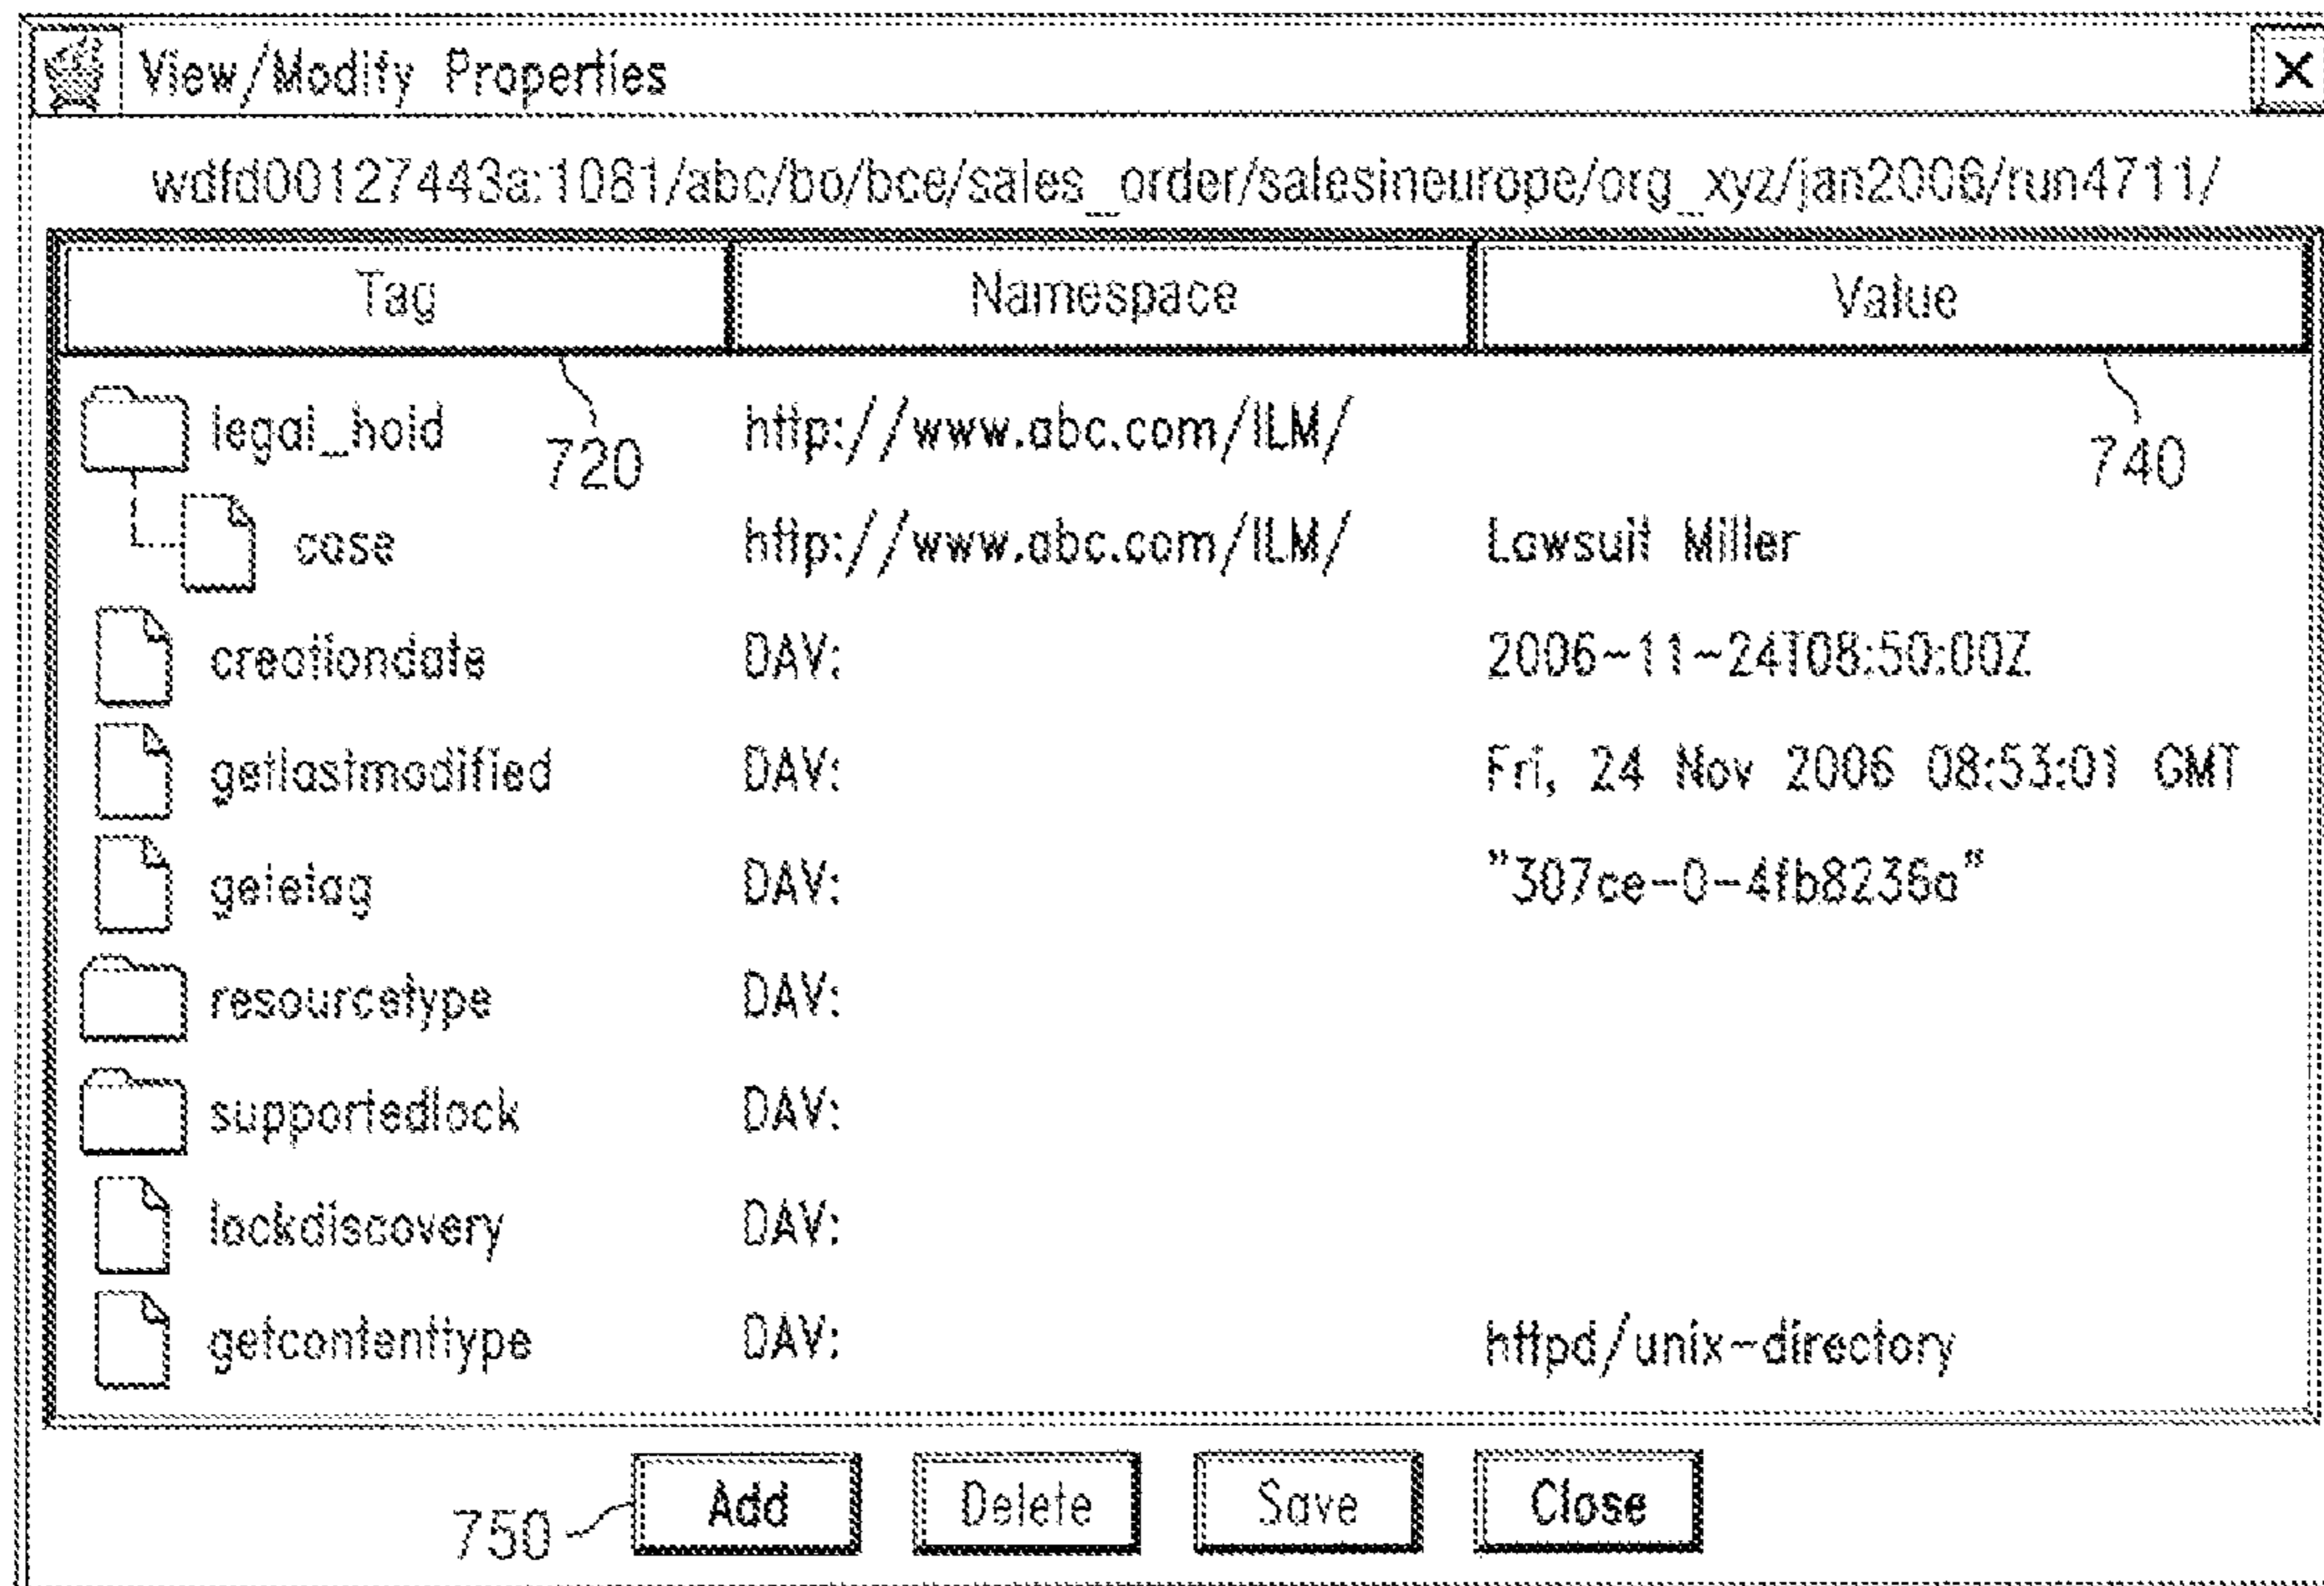 View/Modify Properties
wdfd00127443a:1081/abc/bo/bce/sales_order/salesineurope/org_xyz/jan2006/run4711/
Tag Namespace Value
720 740
legal_hold http://www.abc.com/ILM/
case http://www.abc.com/ILM/ Lawsuit Miller
creationdate DAV: 2006-11-24T08:50:00Z
getlastmodified DAV: Fri, 24 Nov 2006 08:53:01 GMT
getetag DAV: "307ce-0-4fb8236a"
resourcetype DAV:
supportedlock DAV:
lockdiscovery DAV:
getcontenttype DAV: httpd/unix-directory
750 Add Delete Save Close